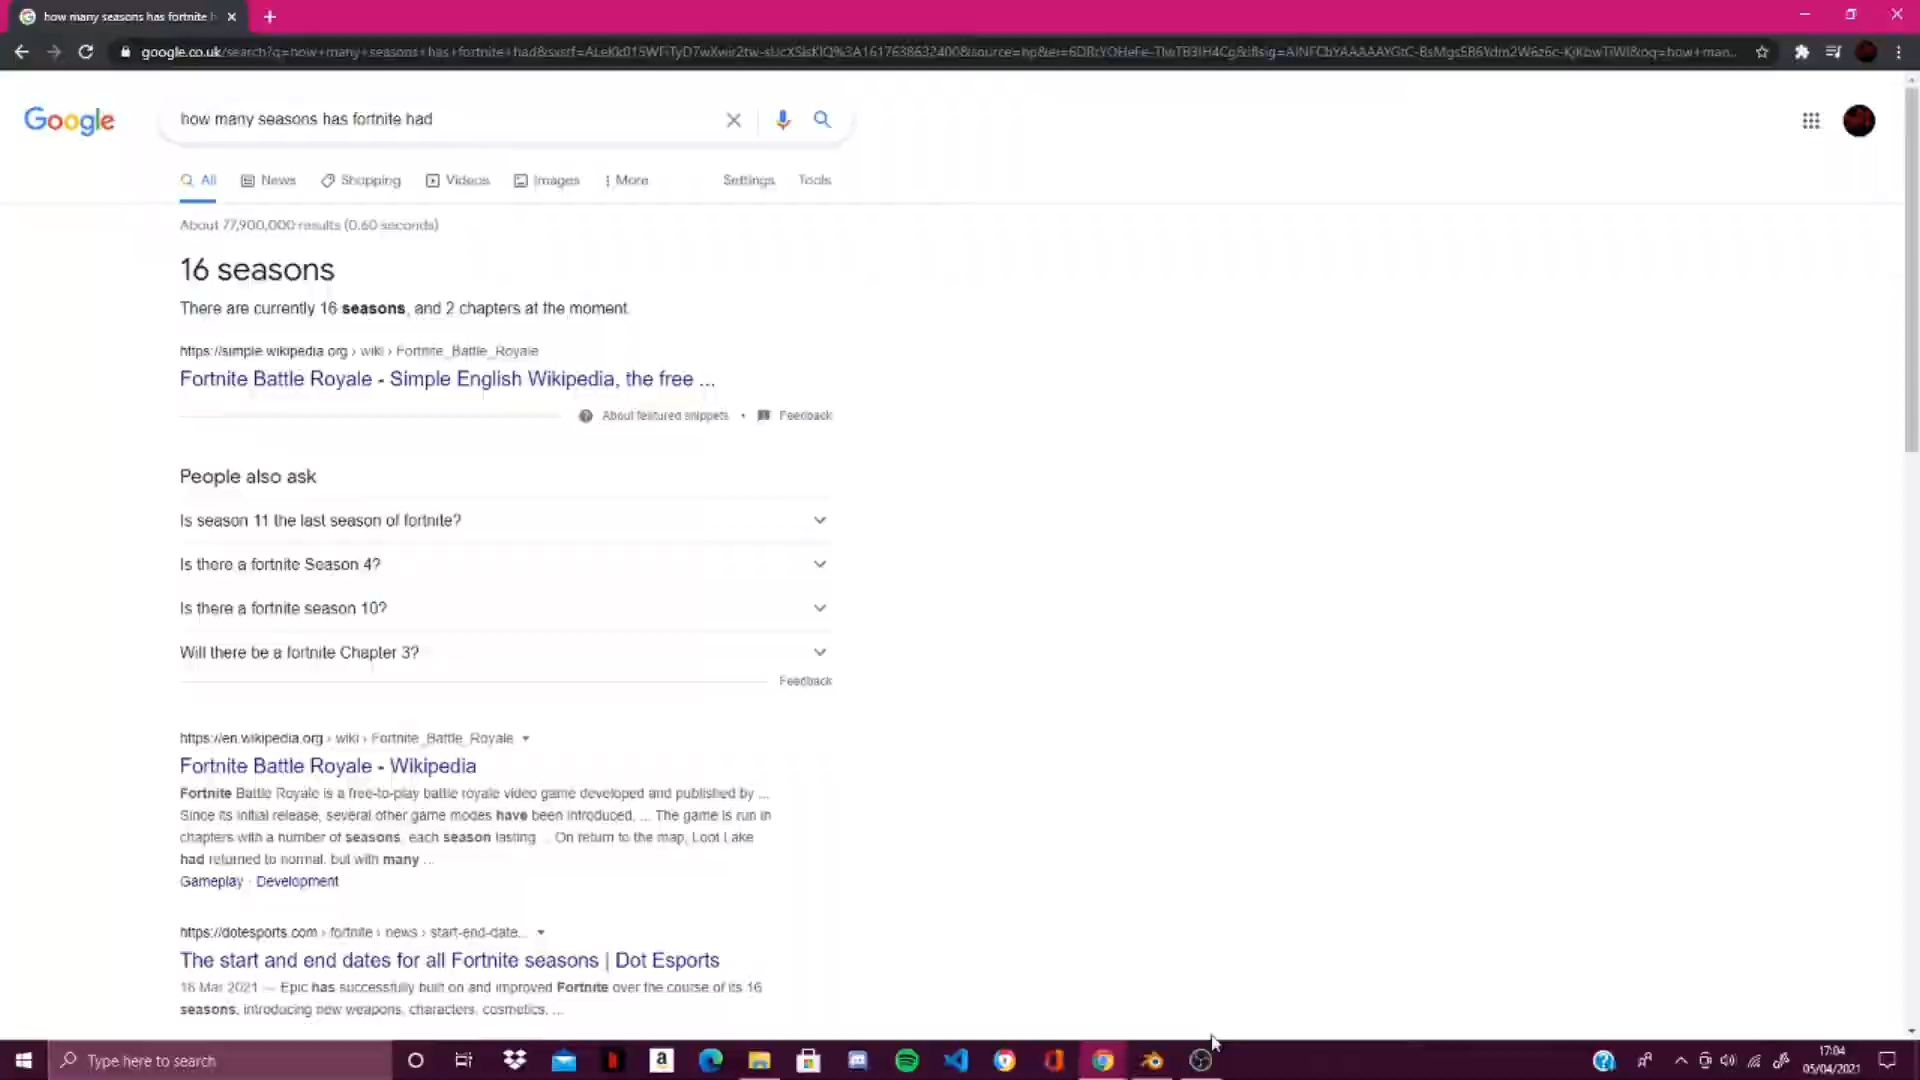 how many seasons has fortnite h
google.co.uk/search?q=how+many+seasons+has+fortnite+had
Google
how many seasons has fortnite had
All News Shopping Videos Images More Settings Tools
About 77,900,000 results (0.60 seconds)
16 seasons
There are currently 16 seasons, and 2 chapters at the moment.
https://simple.wikipedia.org › wiki › Fortnite_Battle_Royale
Fortnite Battle Royale - Simple English Wikipedia, the free ...
About featured snippets • Feedback
People also ask
Is season 11 the last season of fortnite?
Is there a fortnite Season 4?
Is there a fortnite season 10?
Will there be a fortnite Chapter 3?
Feedback
https://en.wikipedia.org › wiki › Fortnite_Battle_Royale
Fortnite Battle Royale - Wikipedia
Fortnite Battle Royale is a free-to-play battle royale video game developed and published by ...
Since its initial release, several other game modes have been introduced, ... The game is run in
chapters with a number of seasons, each season lasting ... On return to the map, Loot Lake
had returned to normal, but with many ...
Gameplay · Development
https://dotesports.com › fortnite › news › start-end-date...
The start and end dates for all Fortnite seasons | Dot Esports
16 Mar 2021 — Epic has successfully built on and improved Fortnite over the course of its 16
seasons, introducing new weapons, characters, cosmetics, ...
Type here to search
17:04
05/04/2021